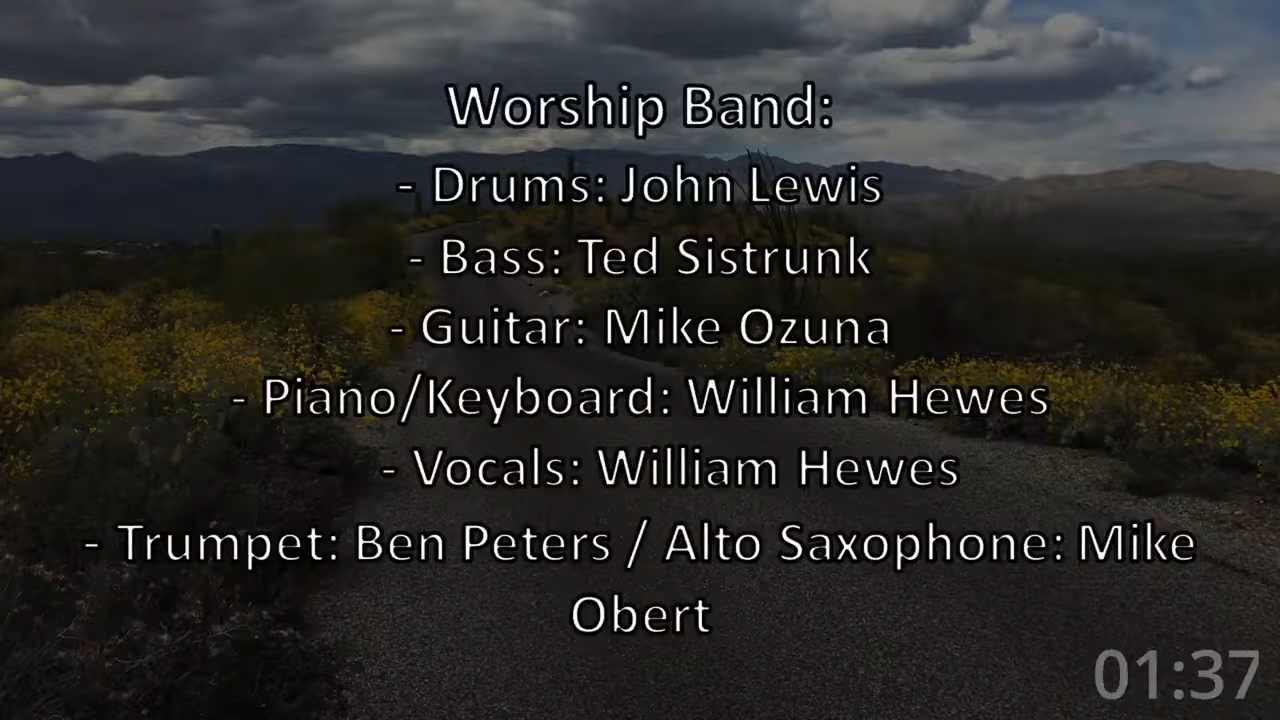 Worship Band:
- Drums: John Lewis
- Bass: Ted Sistrunk
- Guitar: Mike Ozuna
- Piano/Keyboard: William Hewes
- Vocals: William Hewes
- Trumpet: Ben Peters / Alto Saxophone: Mike
Obert
01:37